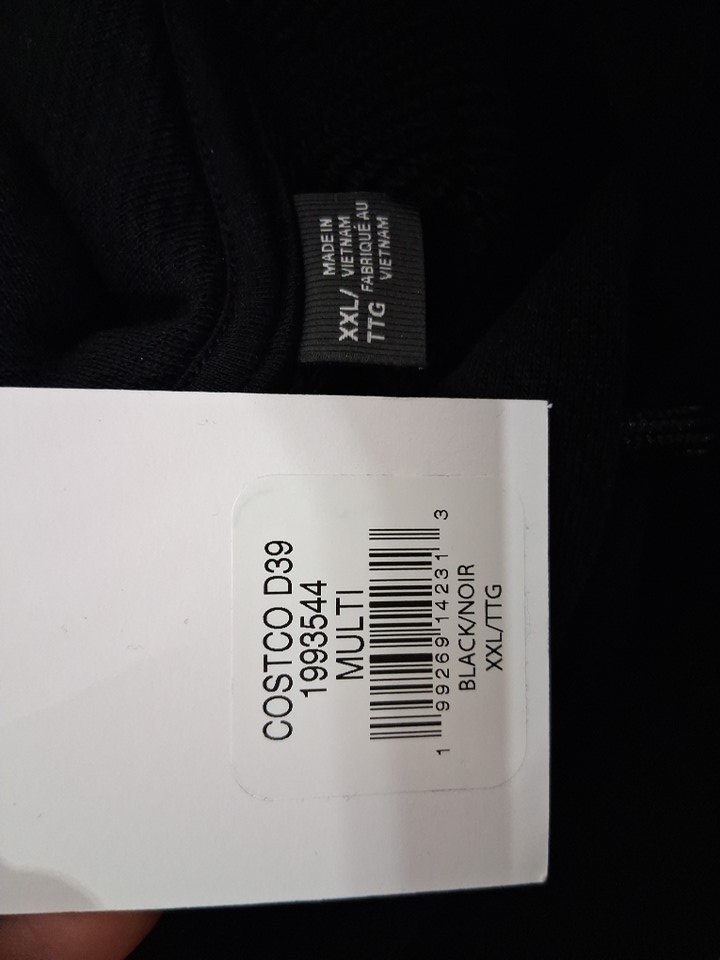 XXL/
TTG
MADE IN
VIETNAM
FABRIQUÉ AU
VIETNAM
COSTCO D39
1993544
MULTI
1 99269 14231 3
BLACK/NOIR
XXL/TTG